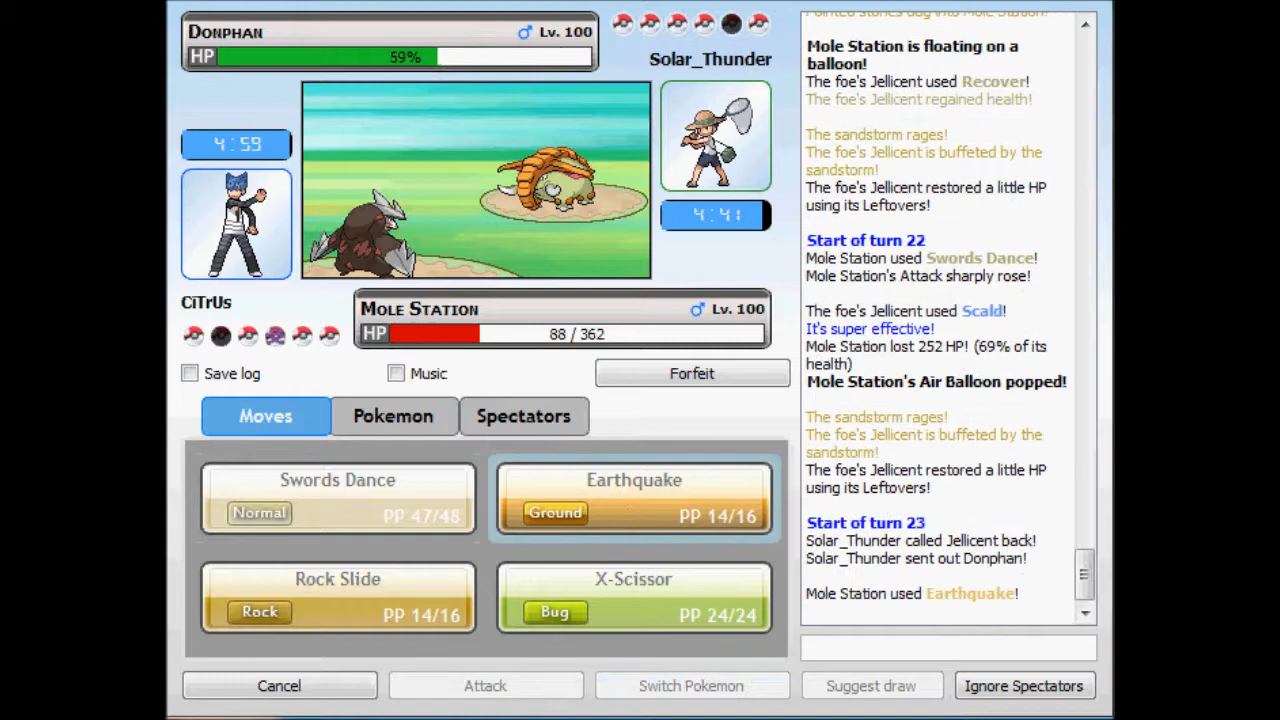 DONPHAN ♂ Lv. 100
HP 59%
Solar_Thunder
4:59
4:41
CiTrUs
MOLE STATION ♂ Lv. 100
HP 88 / 362
Save log
Music
Forfeit
Moves
Pokemon
Spectators
Swords Dance
Normal PP 47/48
Earthquake
Ground PP 14/16
Rock Slide
Rock PP 14/16
X-Scissor
Bug PP 24/24
Cancel
Attack
Switch Pokemon
Suggest draw
Ignore Spectators
Pointed stones dug into Mole Station!
Mole Station is floating on a
balloon!
The foe's Jellicent used Recover!
The foe's Jellicent regained health!
The sandstorm rages!
The foe's Jellicent is buffeted by the
sandstorm!
The foe's Jellicent restored a little HP
using its Leftovers!
Start of turn 22
Mole Station used Swords Dance!
Mole Station's Attack sharply rose!
The foe's Jellicent used Scald!
It's super effective!
Mole Station lost 252 HP! (69% of its
health)
Mole Station's Air Balloon popped!
The sandstorm rages!
The foe's Jellicent is buffeted by the
sandstorm!
The foe's Jellicent restored a little HP
using its Leftovers!
Start of turn 23
Solar_Thunder called Jellicent back!
Solar_Thunder sent out Donphan!
Mole Station used Earthquake!